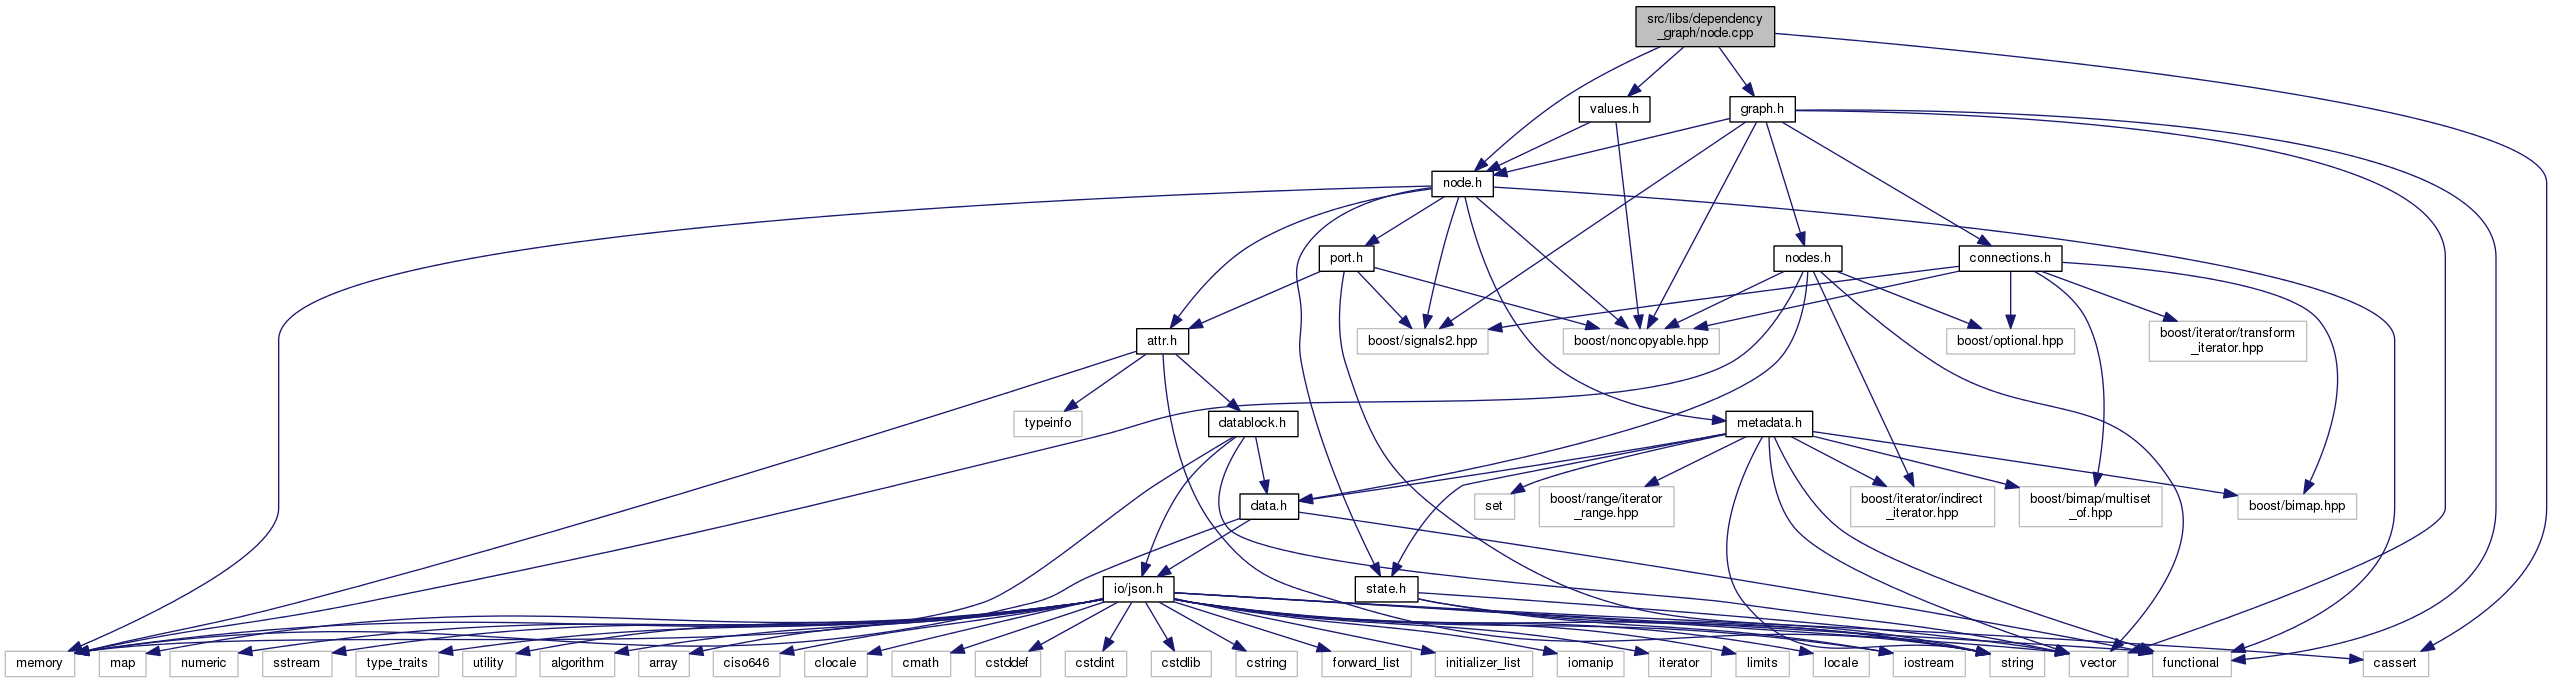 src/libs/dependency
_graph/node.cpp
values.h
graph.h
node.h
port.h
nodes.h
connections.h
attr.h
boost/signals2.hpp
boost/noncopyable.hpp
boost/optional.hpp
boost/iterator/transform
_iterator.hpp
typeinfo
datablock.h
metadata.h
data.h
set
boost/range/iterator
_range.hpp
boost/iterator/indirect
_iterator.hpp
boost/bimap/multiset
_of.hpp
boost/bimap.hpp
io/json.h
state.h
memory
map
numeric
sstream
type_traits
utility
algorithm
array
ciso646
clocale
cmath
cstddef
cstdint
cstdlib
cstring
forward_list
initializer_list
iomanip
iterator
limits
locale
iostream
string
vector
functional
cassert